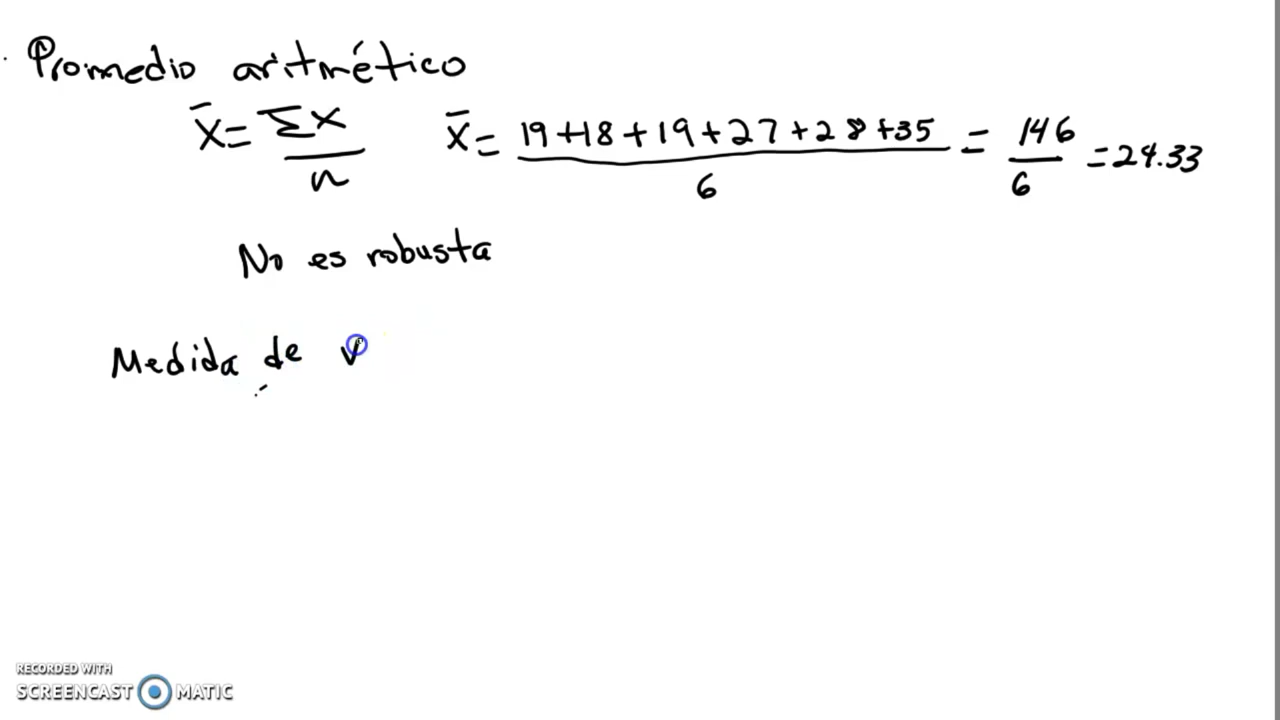 Promedio aritmético
x̄ = Σx / n   x̄ = 19+18+19+27+28+35 / 6 = 146 / 6 = 24.33
No es robusta
Medida de V
RECORDED WITH
SCREENCAST MATIC